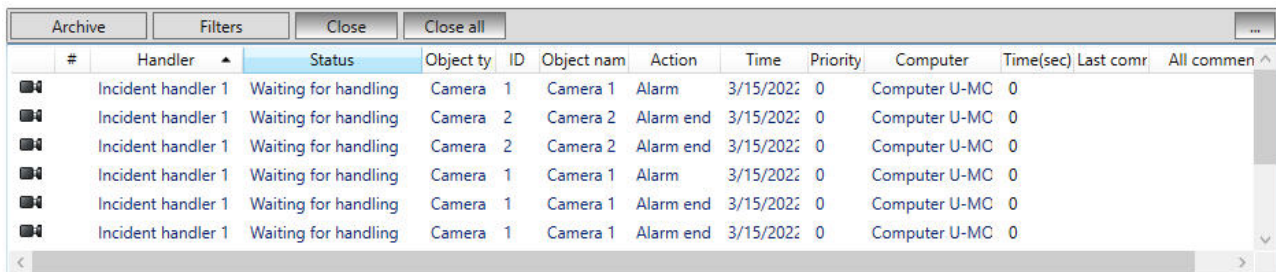 Archive Filters Close Close all ...
# Handler Status Object ty ID Object nam Action Time Priority Computer Time(sec) Last comr All commen
Incident handler 1 Waiting for handling Camera 1 Camera 1 Alarm 3/15/2022 0 Computer U-MO 0
Incident handler 1 Waiting for handling Camera 2 Camera 2 Alarm end 3/15/2022 0 Computer U-MO 0
Incident handler 1 Waiting for handling Camera 2 Camera 2 Alarm end 3/15/2022 0 Computer U-MO 0
Incident handler 1 Waiting for handling Camera 1 Camera 1 Alarm 3/15/2022 0 Computer U-MO 0
Incident handler 1 Waiting for handling Camera 1 Camera 1 Alarm end 3/15/2022 0 Computer U-MO 0
Incident handler 1 Waiting for handling Camera 1 Camera 1 Alarm end 3/15/2022 0 Computer U-MO 0